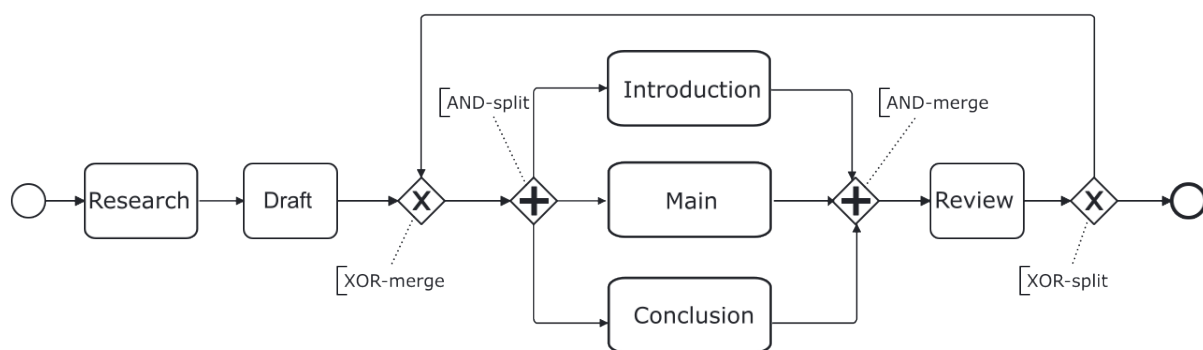 Introduction
AND-split
AND-merge
Research
Draft
X
Main
Review
X
XOR-merge
XOR-split
Conclusion